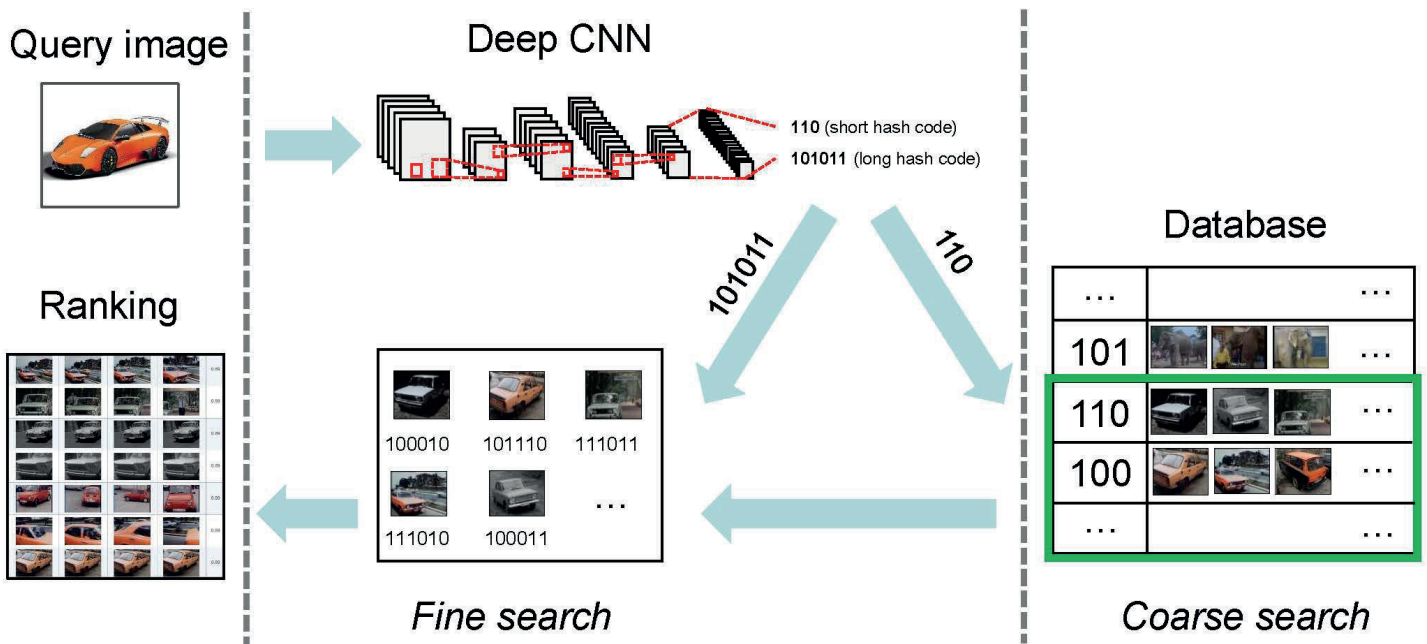 Query image
Deep CNN
110 (short hash code)
101011 (long hash code)
101011
110
Database
... ...
101 ...
110 ...
100 ...
... ...
Ranking
100010 101110 111011
...
111010 100011
Fine search
Coarse search